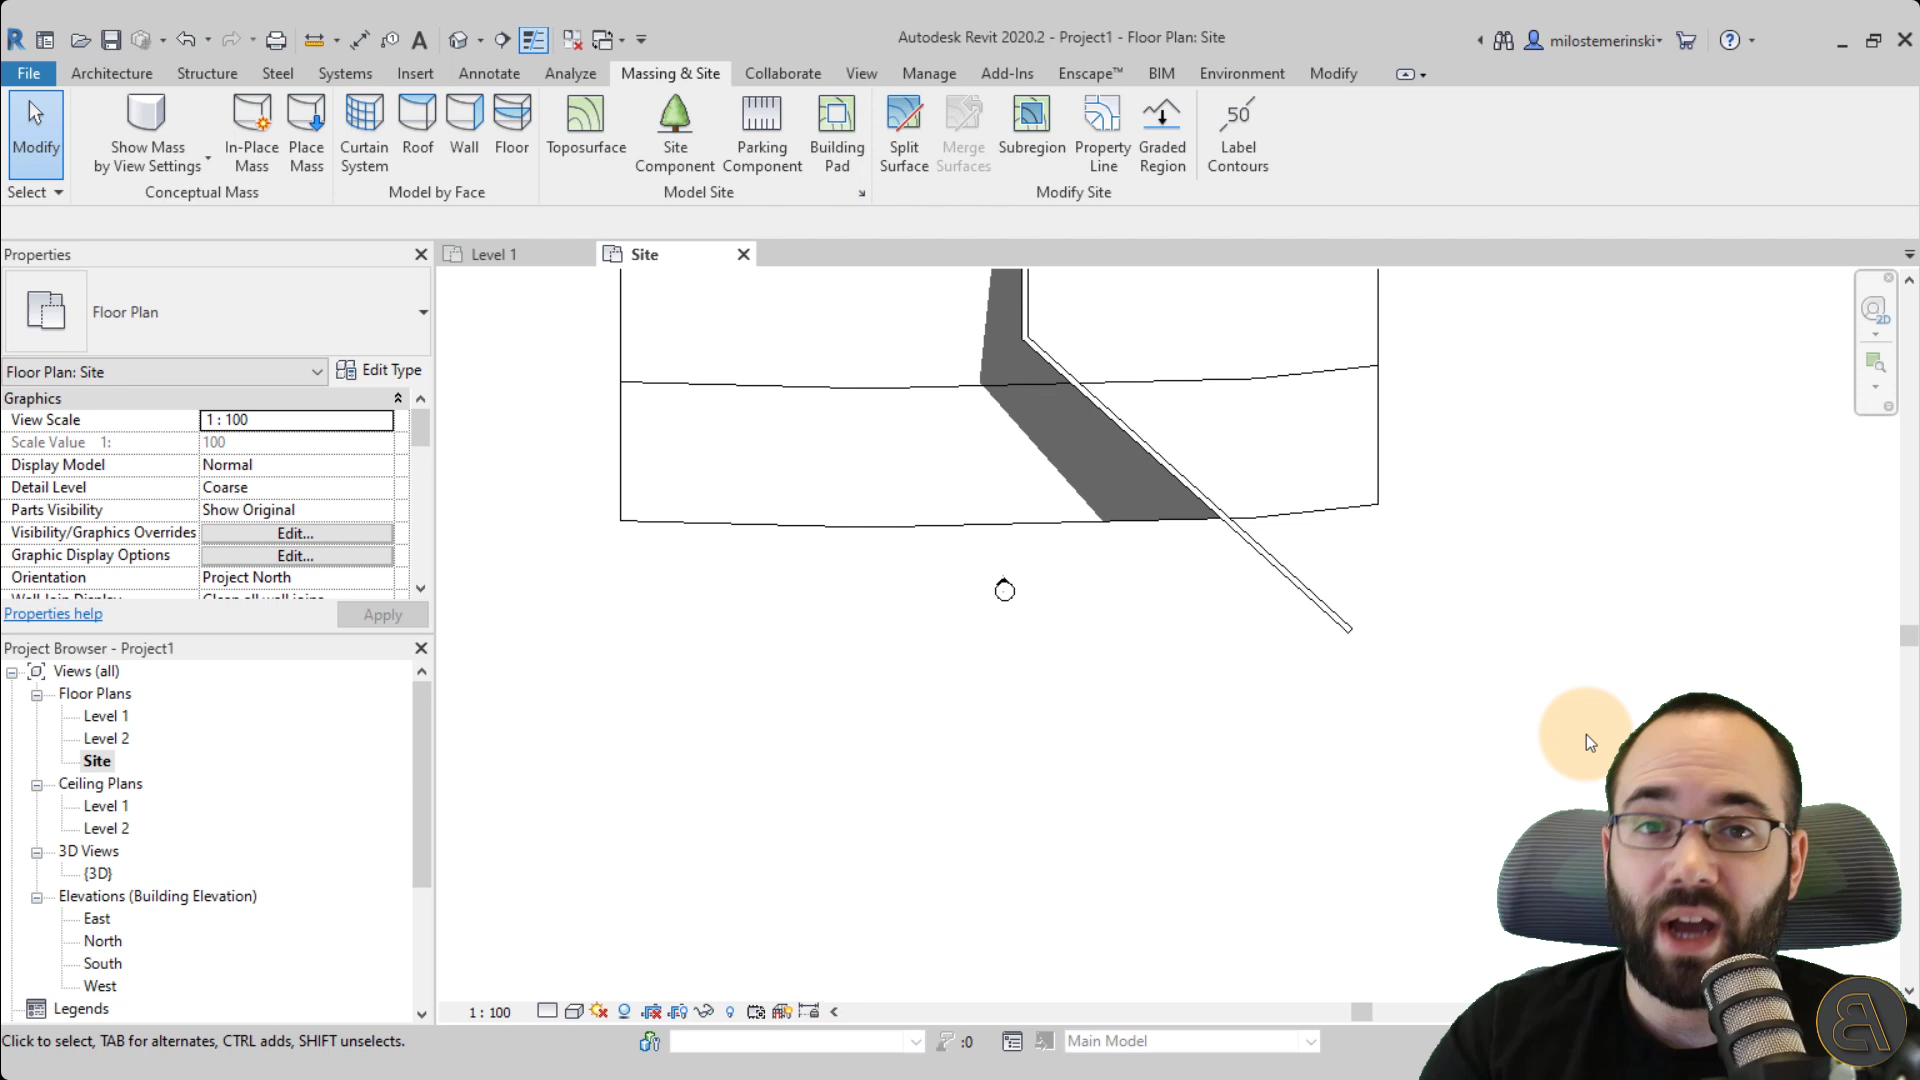 Autodesk Revit 2020.2 - Project1 - Floor Plan: Site
milostemerinski
File Architecture Structure Steel Systems Insert Annotate Analyze Massing & Site Collaborate View Manage Add-Ins Enscape™ BIM Environment Modify
Modify
Show Mass
by View Settings
In-Place
Mass
Place
Mass
Curtain
System
Roof
Wall
Floor
Toposurface
Site
Component
Parking
Component
Building
Pad
Split
Surface
Merge
Surfaces
Subregion
Property
Line
Graded
Region
50
Label
Contours
Select
Conceptual Mass
Model by Face
Model Site
Modify Site
Properties
Level 1
Site
Floor Plan
2D
Floor Plan: Site
Edit Type
Graphics
View Scale 1 : 100
Scale Value 1: 100
Display Model Normal
Detail Level Coarse
Parts Visibility Show Original
Visibility/Graphics Overrides Edit...
Graphic Display Options Edit...
Orientation Project North
Properties help
Apply
Project Browser - Project1
Views (all)
Floor Plans
Level 1
Level 2
Site
Ceiling Plans
Level 1
Level 2
3D Views
{3D}
Elevations (Building Elevation)
East
North
South
West
Legends
1 : 100
Click to select, TAB for alternates, CTRL adds, SHIFT unselects.
:0
Main Model